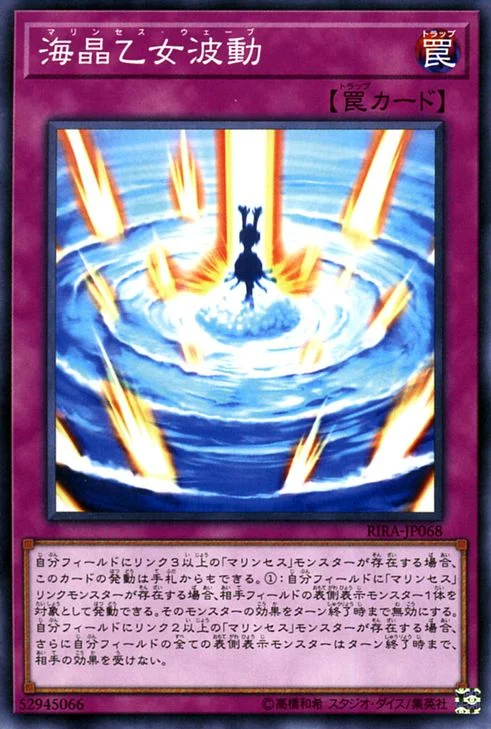 マリンセス・ウェーブ
海晶乙女波動
トラップ
罠
トラップ
【罠カード】
RIRA-JP068
自分フィールドにリンク3以上の「マリンセス」モンスターが存在する場合、
このカードの発動は手札からもできる。①:自分フィールドに「マリンセス」
リンクモンスターが存在する場合、相手フィールドの表側表示モンスター1体を
対象として発動できる。そのモンスターの効果をターン終了時まで無効にする。
自分フィールドにリンク2以上の「マリンセス」モンスターが存在する場合、
さらに自分フィールドの全ての表側表示モンスターはターン終了時まで、
相手の効果を受けない。
52945066
©高橋和希 スタジオ・ダイス/集英社